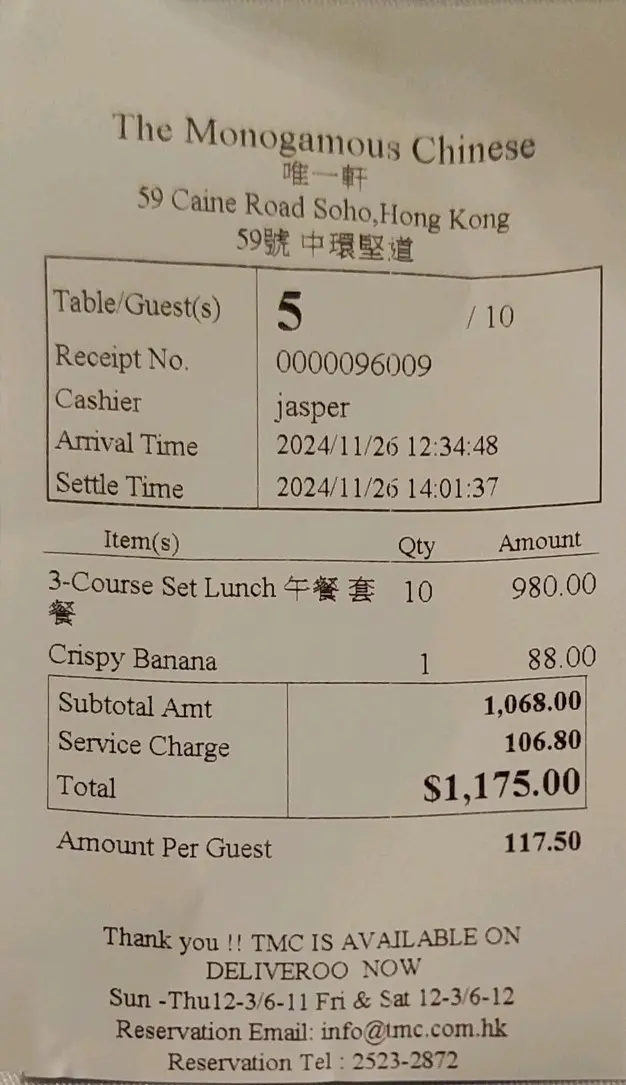 The Monogamous Chinese
唯一軒
59 Caine Road Soho,Hong Kong
59號 中環堅道
Table/Guest(s) 5 / 10
Receipt No. 0000096009
Cashier jasper
Arrival Time 2024/11/26 12:34:48
Settle Time 2024/11/26 14:01:37
Item(s) Qty Amount
3-Course Set Lunch 午餐 套 10 980.00
餐
Crispy Banana 1 88.00
Subtotal Amt 1,068.00
Service Charge 106.80
Total $1,175.00
Amount Per Guest 117.50
Thank you !! TMC IS AVAILABLE ON
DELIVEROO NOW
Sun -Thu12-3/6-11 Fri & Sat 12-3/6-12
Reservation Email: info@tmc.com.hk
Reservation Tel : 2523-2872